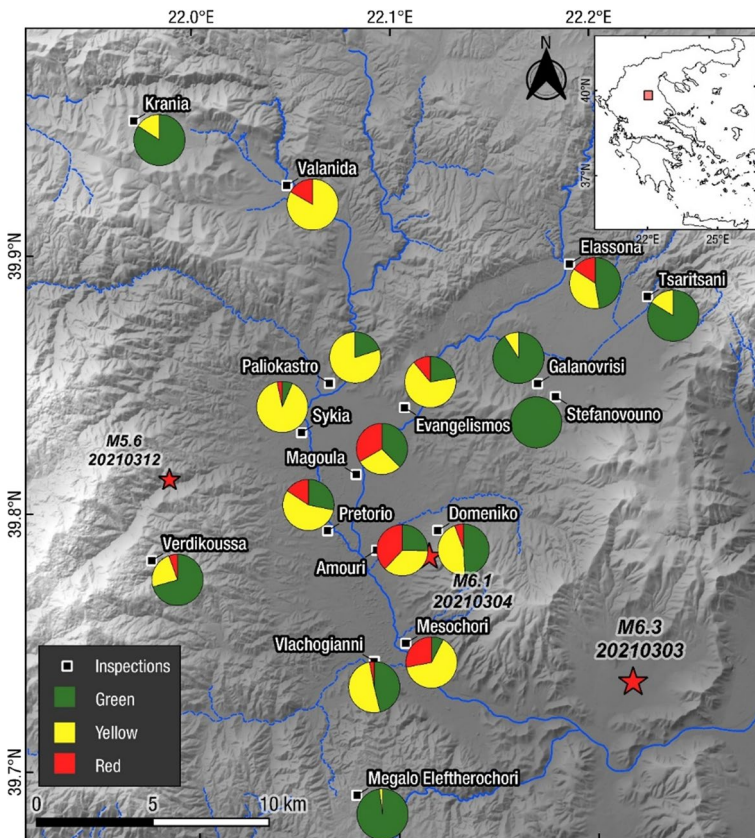 22.0°E
22.1°E
22.2°E
N
40°N
37°N
22°E
25°E
Krania
Valanida
39.9°N
Elassona
Tsaritsani
Paliokastro
Galanovrisi
Sykia
Evangelismos
Stefanovouno
M5.6
20210312
Magoula
39.8°N
Pretorio
Domeniko
Verdikoussa
Amouri
M6.1
20210304
Mesochori
M6.3
20210303
Vlachogianni
Inspections
Green
Yellow
Red
39.7°N
Megalo Eleftherochori
0
5
10 km